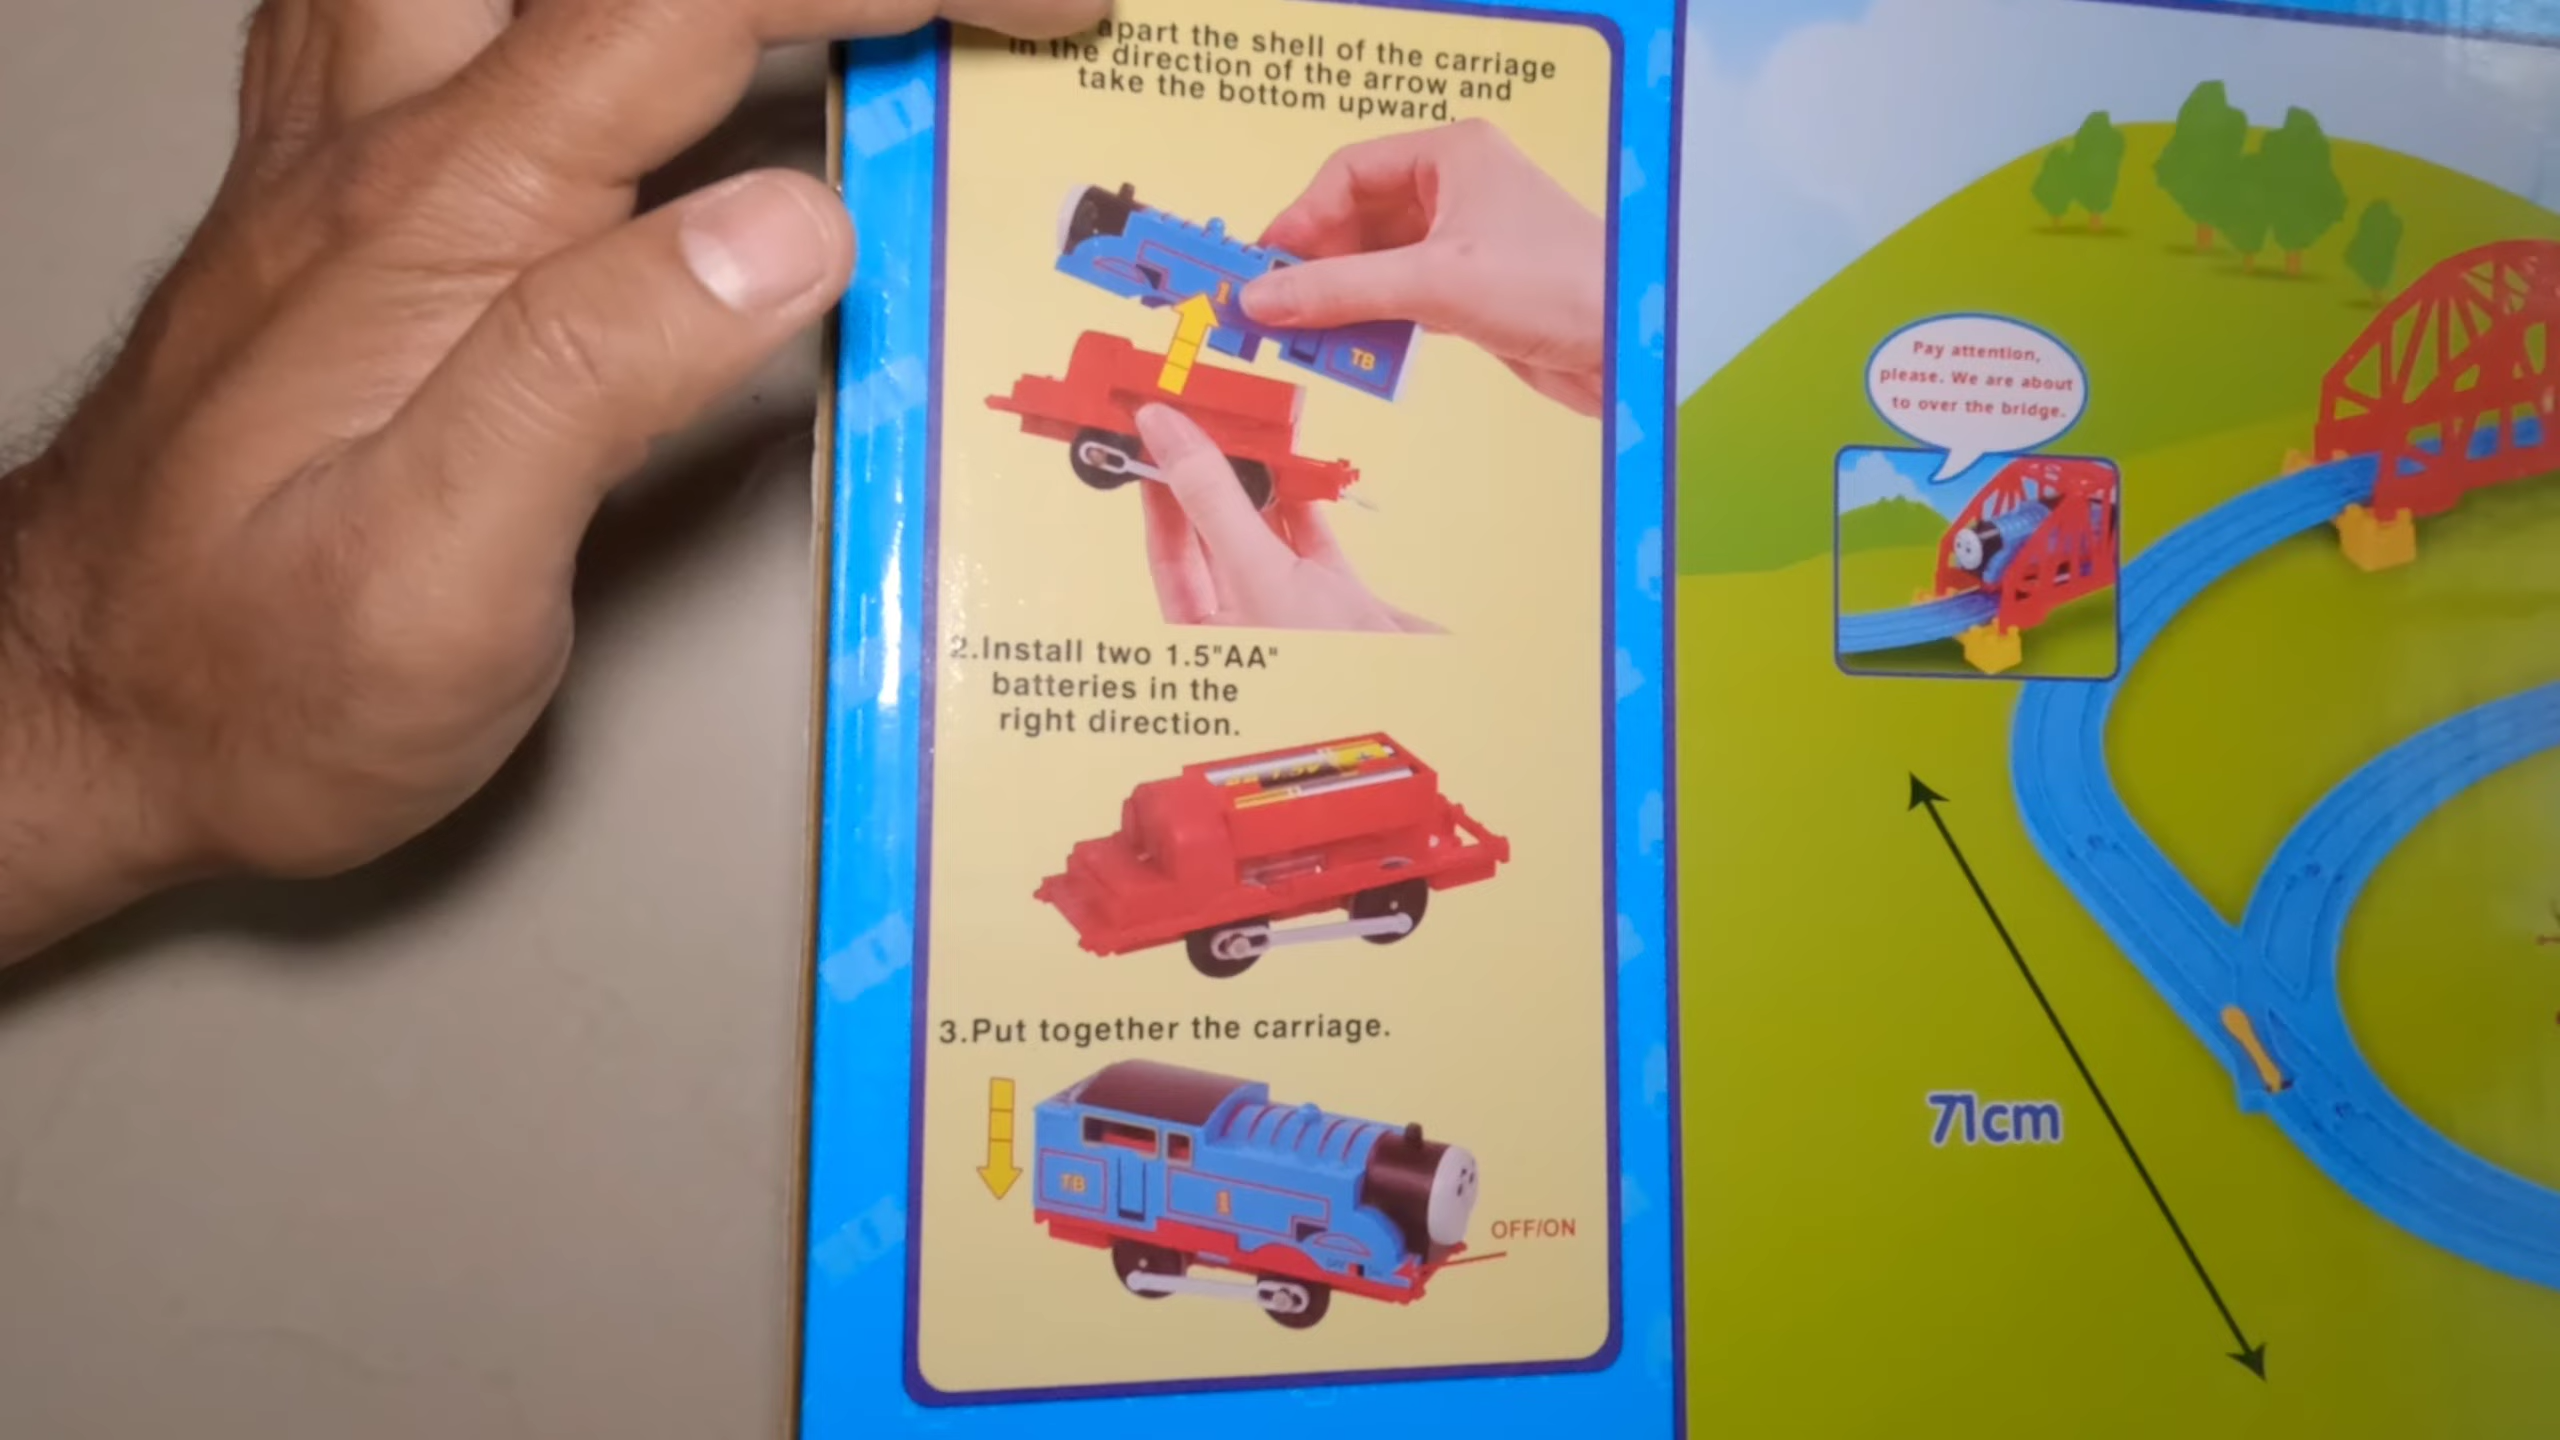 apart the shell of the carriage
in the direction of the arrow and
take the bottom upward.
1
TB
2.Install two 1.5"AA"
batteries in the
right direction.
3.Put together the carriage.
TB
1
OFF/ON
Pay attention,
please. We are about
to over the bridge.
71cm